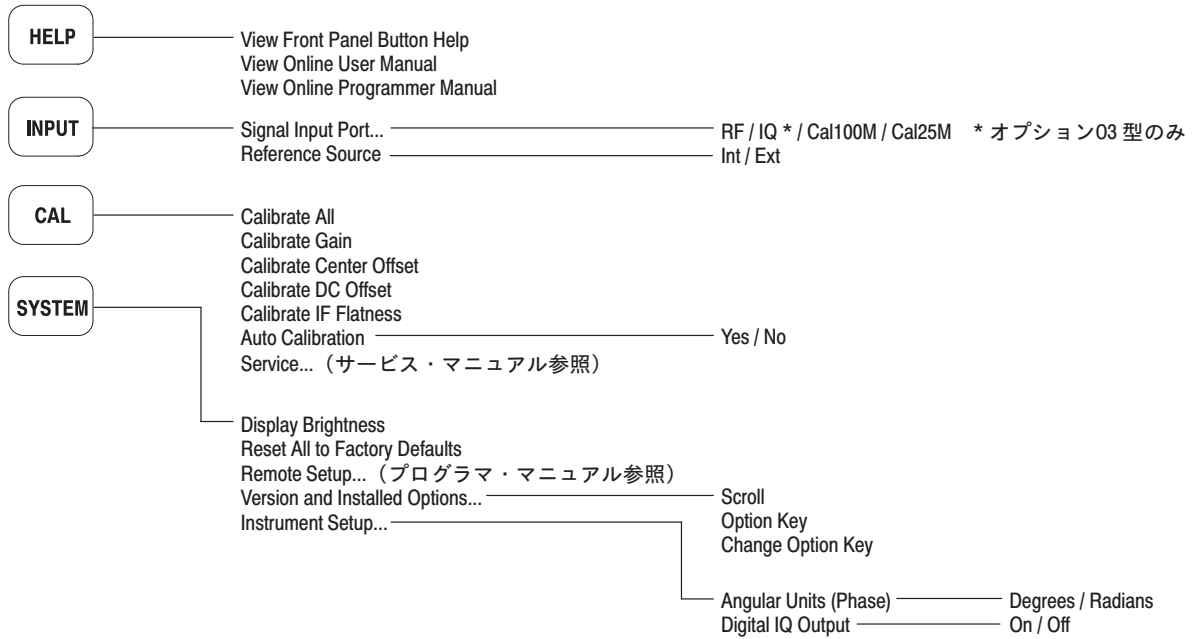 HELP
View Front Panel Button Help
View Online User Manual
View Online Programmer Manual
INPUT
Signal Input Port... RF / IQ * / Cal100M / Cal25M * オプション03 型のみ
Reference Source Int / Ext
CAL
Calibrate All
Calibrate Gain
Calibrate Center Offset
Calibrate DC Offset
Calibrate IF Flatness
Auto Calibration Yes / No
Service...（サービス・マニュアル参照）
SYSTEM
Display Brightness
Reset All to Factory Defaults
Remote Setup...（プログラマ・マニュアル参照）
Version and Installed Options... Scroll
Option Key
Change Option Key
Instrument Setup...
Angular Units (Phase) Degrees / Radians
Digital IQ Output On / Off